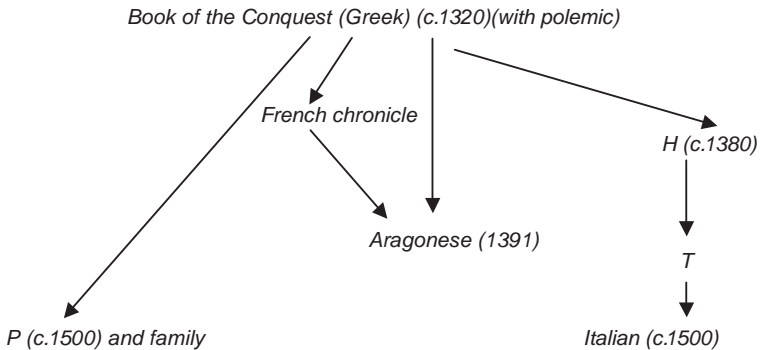 Book of the Conquest (Greek) (c.1320)(with polemic)
French chronicle
H (c.1380)
Aragonese (1391)
T
P (c.1500) and family
Italian (c.1500)